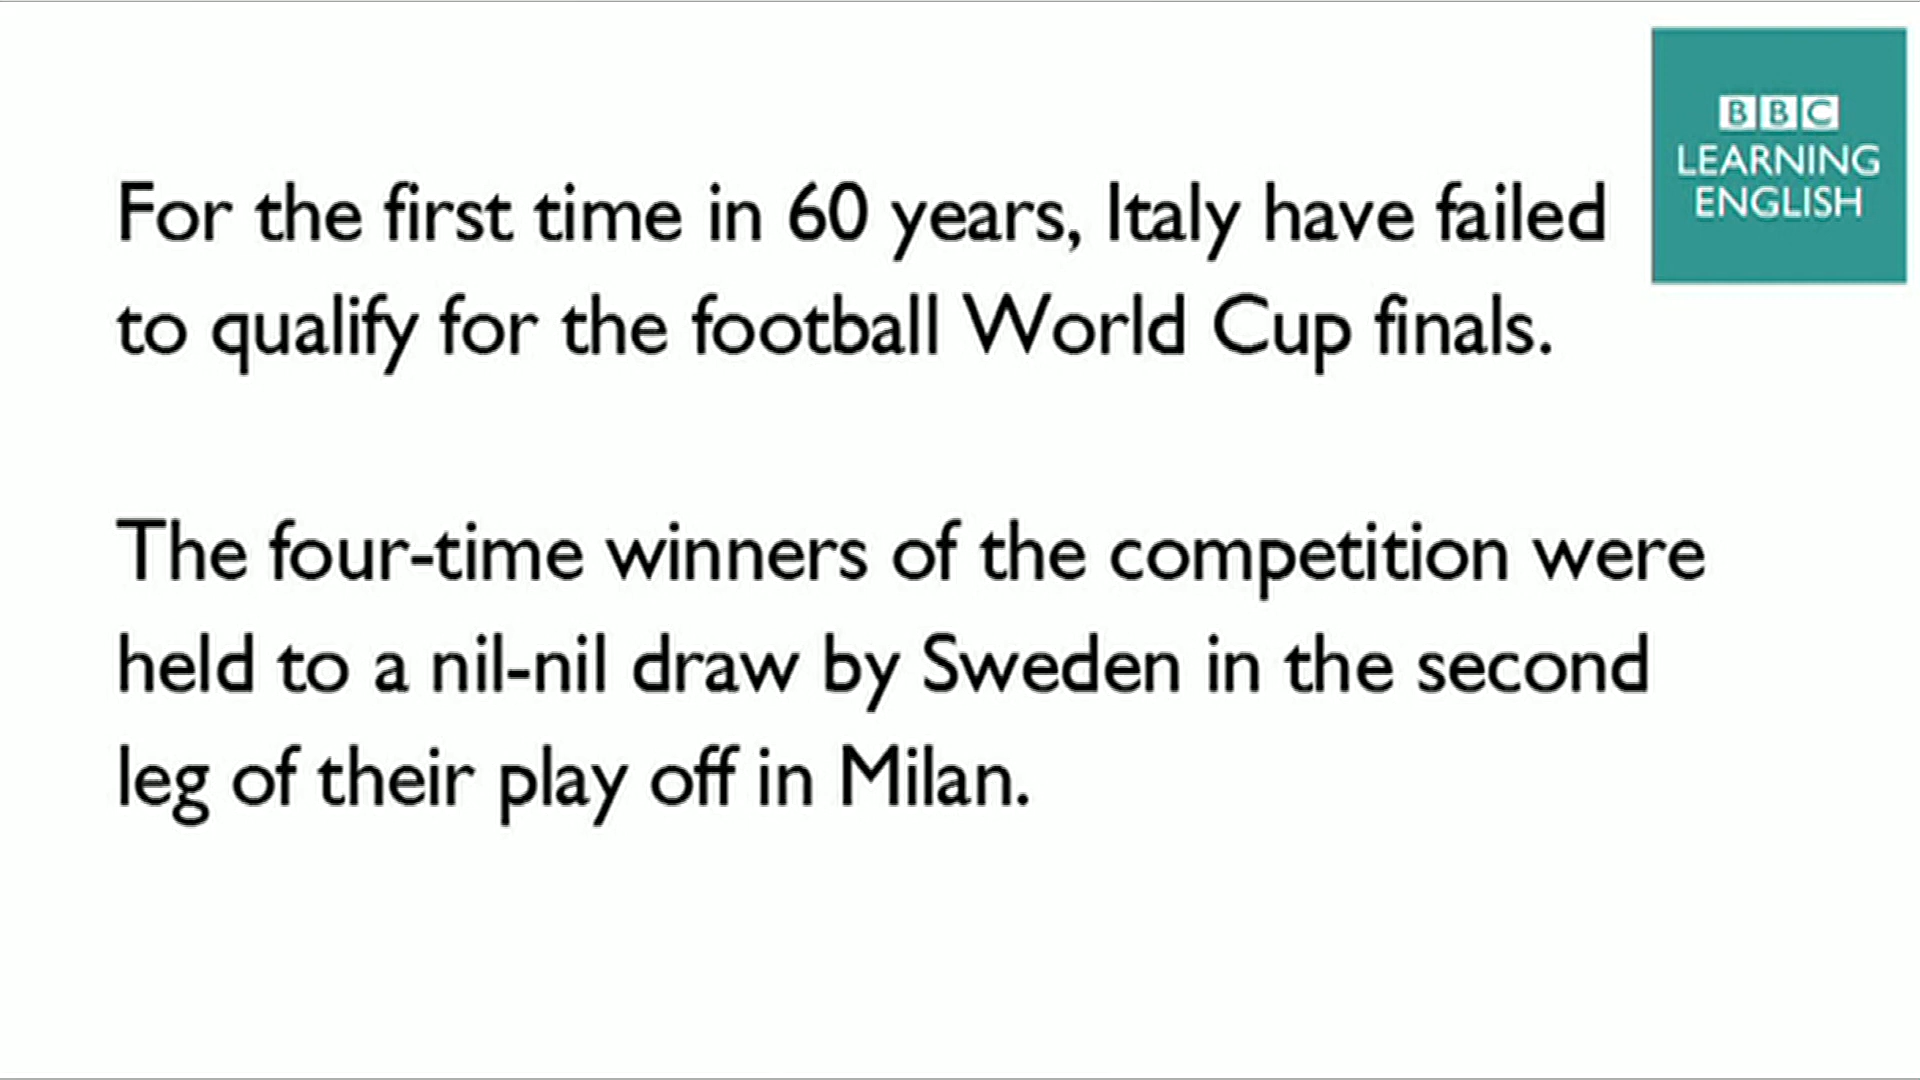 BBC
LEARNING
ENGLISH
For the first time in 60 years, Italy have failed
to qualify for the football World Cup finals.
The four-time winners of the competition were
held to a nil-nil draw by Sweden in the second
leg of their play off in Milan.